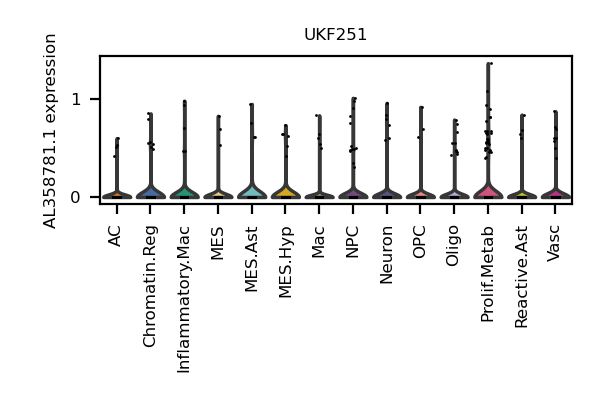 UKF251
AL358781.1 expression
1
0
AC
Chromatin.Reg
Inflammatory.Mac
MES
MES.Ast
MES.Hyp
Mac
NPC
Neuron
OPC
Oligo
Prolif.Metab
Reactive.Ast
Vasc